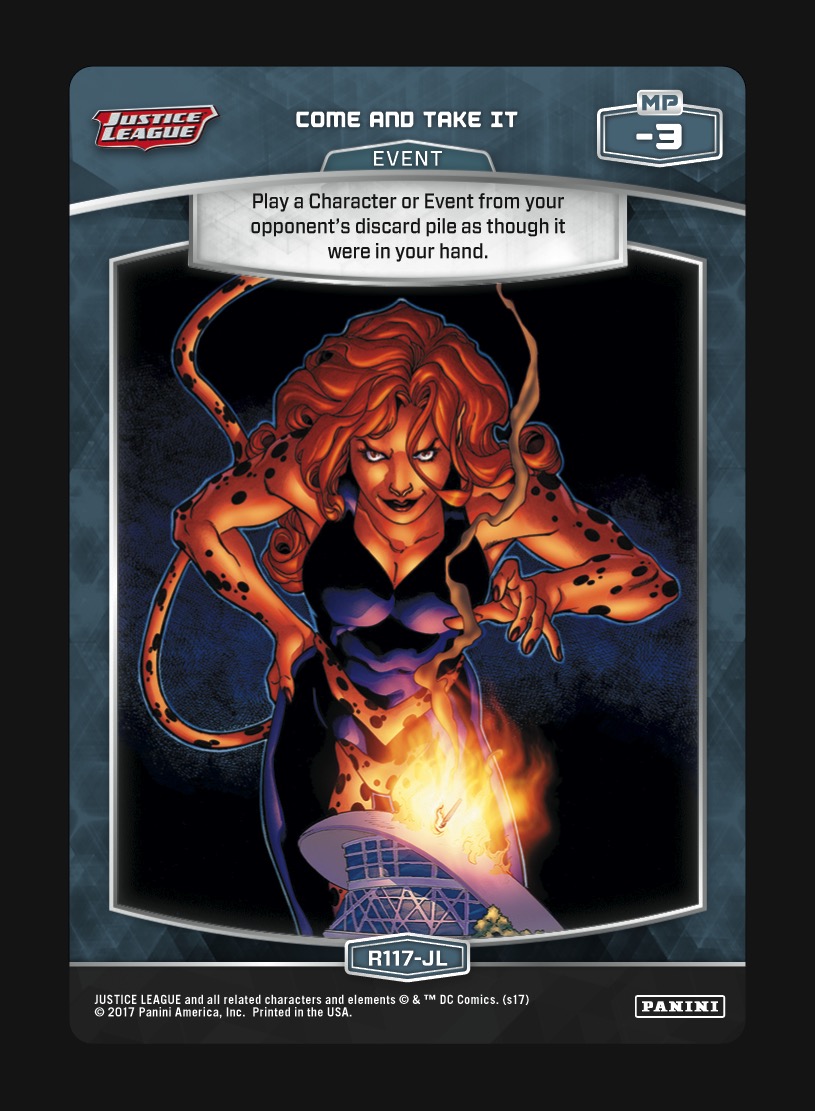 JUSTICE
LEAGUE
COME AND TAKE IT
MP
-3
EVENT
Play a Character or Event from your
opponent's discard pile as though it
were in your hand.
R117-JL
JUSTICE LEAGUE and all related characters and elements © & ™ DC Comics. (s17)
© 2017 Panini America, Inc. Printed in the USA.
PANINI